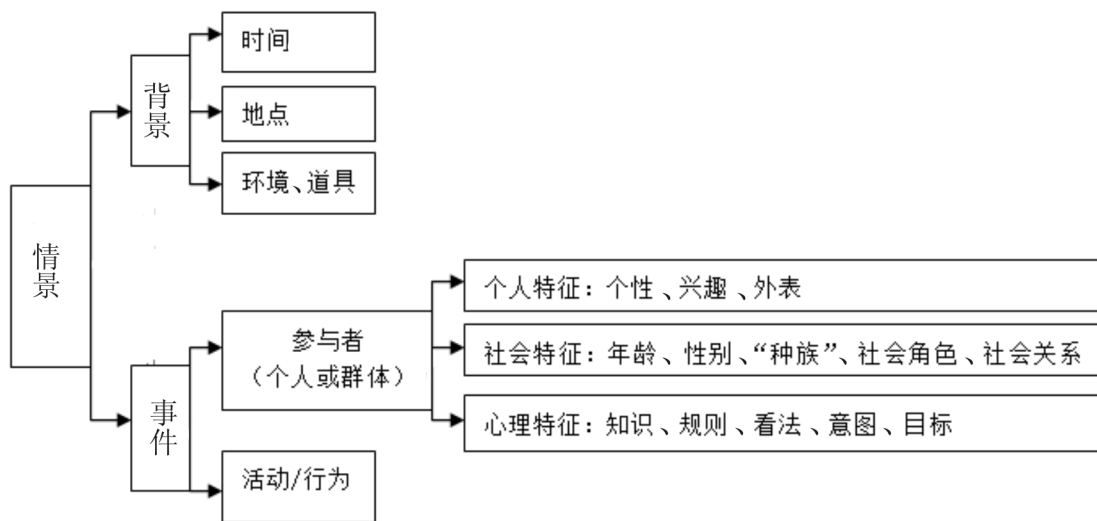 情景
背景
时间
地点
环境、道具
事件
参与者
（个人或群体）
个人特征：个性、兴趣、外表
社会特征：年龄、性别、“种族”、社会角色、社会关系
心理特征：知识、规则、看法、意图、目标
活动/行为